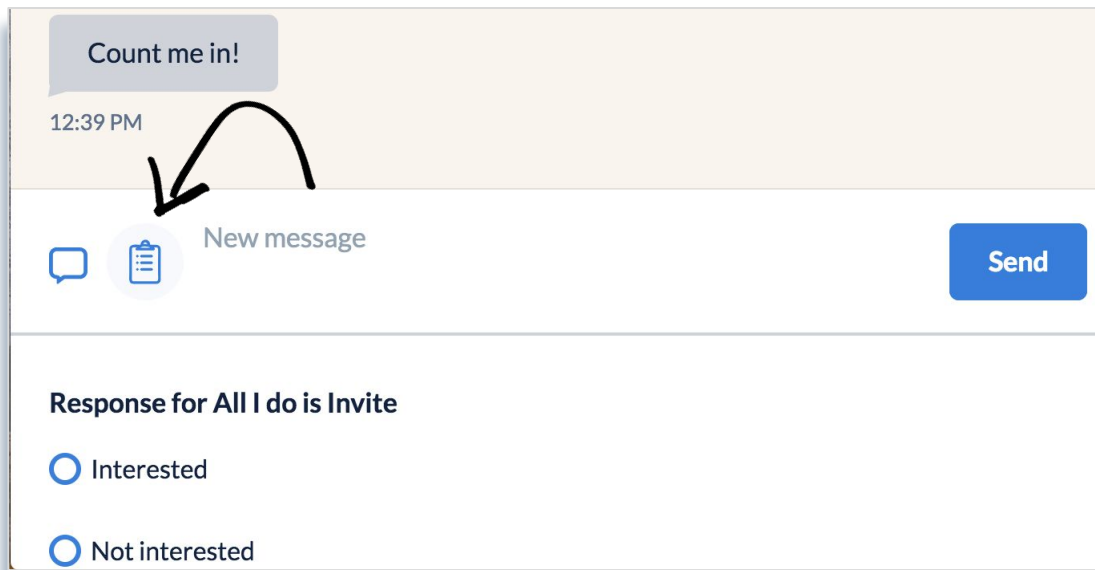 Count me in!
12:39 PM
New message
Send
Response for All I do is Invite
Interested
Not interested